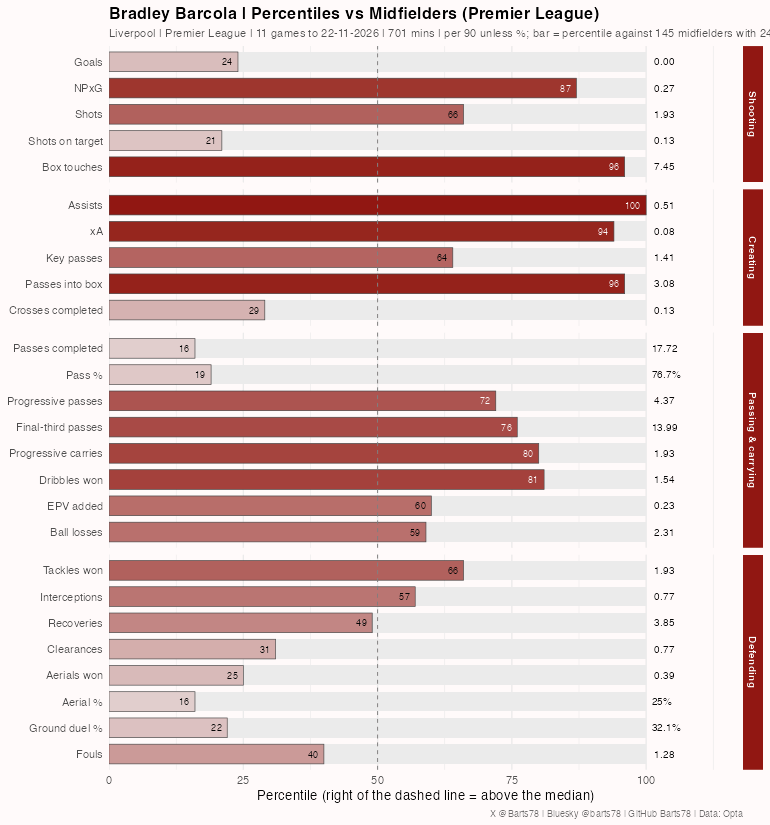 Bradley Barcola | Percentiles vs Midfielders (Premier League)
Liverpool | Premier League | 11 games to 22-11-2026 | 701 mins | per 90 unless %; bar = percentile against 145 midfielders with 24
Goals 24 0.00
NPxG 87 0.27
Shots 66 1.93
Shots on target 21 0.13
Box touches 96 7.45
Shooting
Assists 100 0.51
xA 94 0.08
Key passes 64 1.41
Passes into box 96 3.08
Crosses completed 29 0.13
Creating
Passes completed 16 17.72
Pass % 19 76.7%
Progressive passes 72 4.37
Final-third passes 76 13.99
Progressive carries 80 1.93
Dribbles won 81 1.54
EPV added 60 0.23
Ball losses 59 2.31
Passing & carrying
Tackles won 66 1.93
Interceptions 57 0.77
Recoveries 49 3.85
Clearances 31 0.77
Aerials won 25 0.39
Aerial % 16 25%
Ground duel % 22 32.1%
Fouls 40 1.28
Defending
0 25 50 75 100
Percentile (right of the dashed line = above the median)
X @Barts78 | Bluesky @barts78 | GitHub Barts78 | Data: Opta